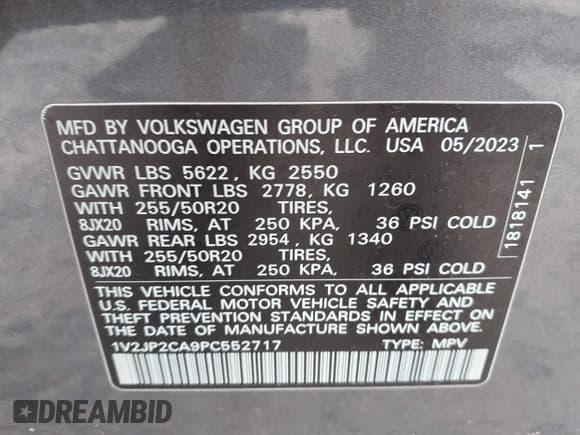 MFD BY VOLKSWAGEN GROUP OF AMERICA
CHATTANOOGA OPERATIONS, LLC. USA 05/2023
GVWR LBS 5622, KG 2550
GAWR FRONT LBS 2778, KG 1260
WITH 255/50R20 TIRES,
8JX20 RIMS, AT 250 KPA, 36 PSI COLD
GAWR REAR LBS 2954, KG 1340
WITH 255/50R20 TIRES,
8JX20 RIMS, AT 250 KPA, 36 PSI COLD
THIS VEHICLE CONFORMS TO ALL APPLICABLE
U.S. FEDERAL MOTOR VEHICLE SAFETY AND
THEFT PREVENTION STANDARDS IN EFFECT ON
THE DATE OF MANUFACTURE SHOWN ABOVE.
1V2JP2CA9PC552717 TYPE: MPV
1818141 1
DREAMBID